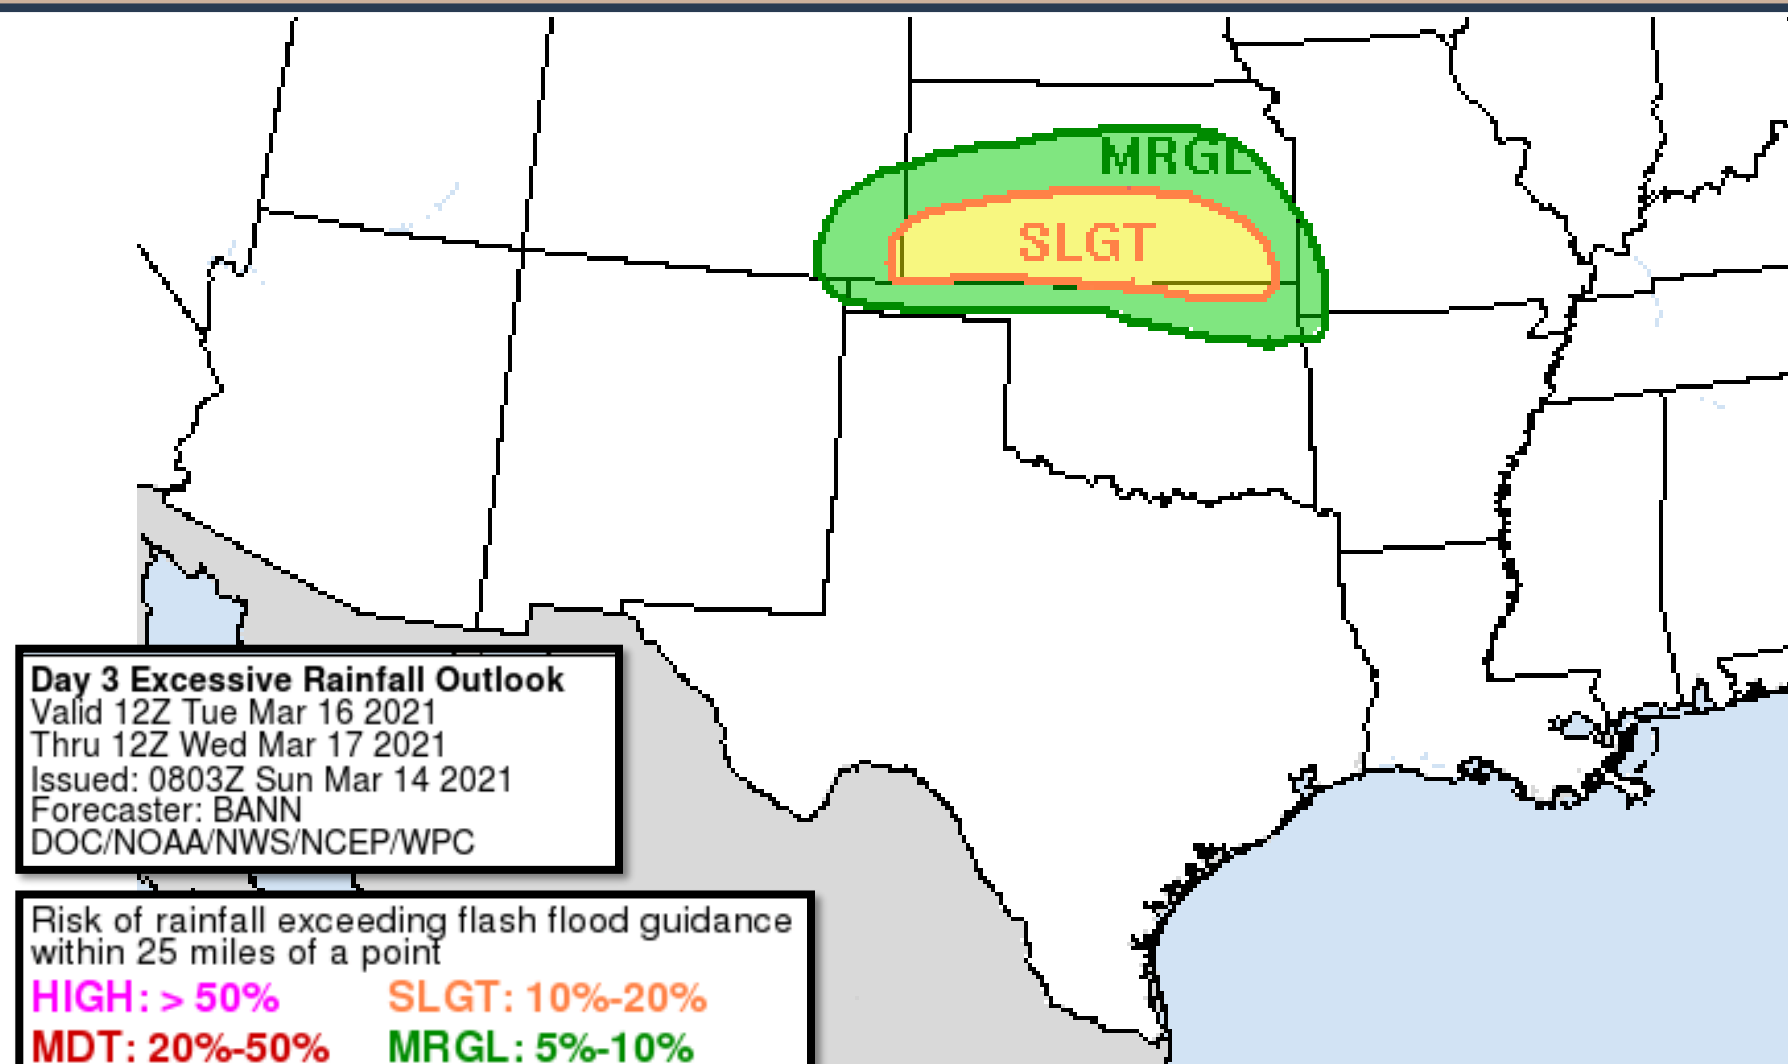 MRGL
SLGT
Day 3 Excessive Rainfall Outlook
Valid 12Z Tue Mar 16 2021
Thru 12Z Wed Mar 17 2021
Issued: 0803Z Sun Mar 14 2021
Forecaster: BANN
DOC/NOAA/NWS/NCEP/WPC
Risk of rainfall exceeding flash flood guidance
within 25 miles of a point
HIGH: > 50% SLGT: 10%-20%
MDT: 20%-50% MRGL: 5%-10%